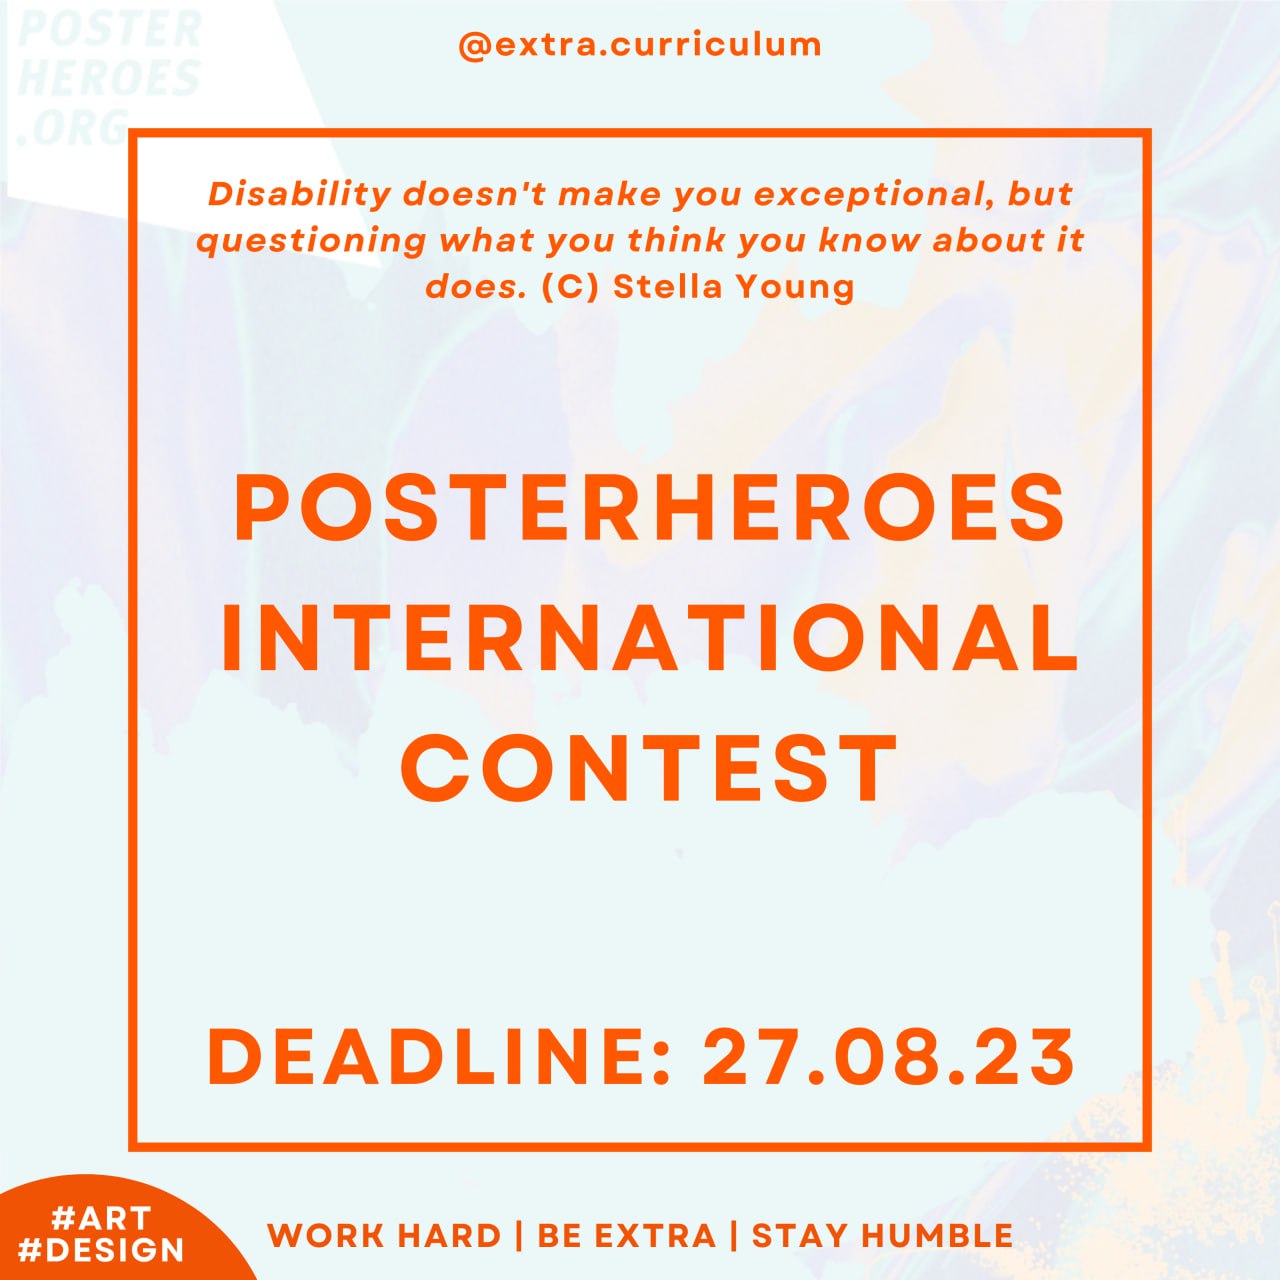 POSTER
HEROES
.ORG
@extra.curriculum
Disability doesn't make you exceptional, but
questioning what you think you know about it
does. (C) Stella Young
POSTERHEROES
INTERNATIONAL
CONTEST
DEADLINE: 27.08.23
#ART
#DESIGN
WORK HARD | BE EXTRA | STAY HUMBLE